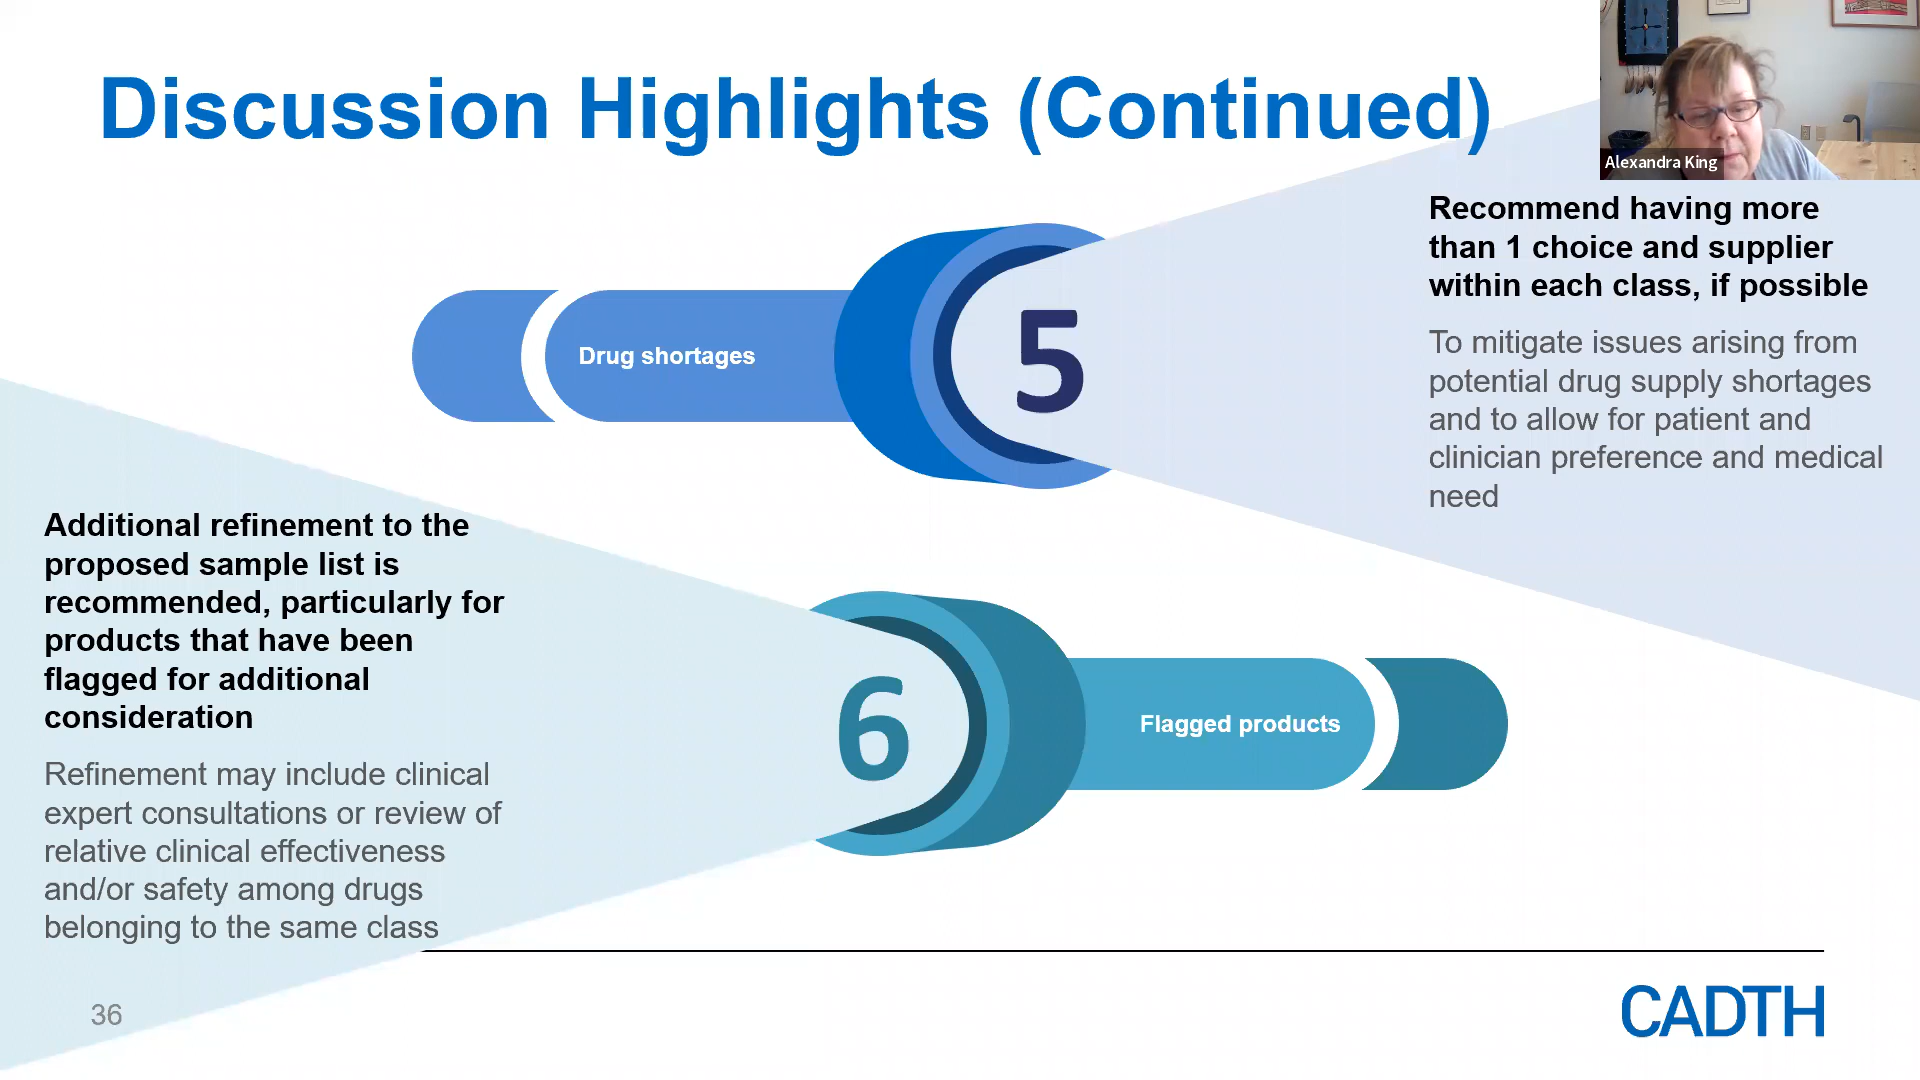 Discussion Highlights (Continued)
Alexandra King
Recommend having more
than 1 choice and supplier
within each class, if possible
To mitigate issues arising from
potential drug supply shortages
and to allow for patient and
clinician preference and medical
need
Drug shortages
5
Additional refinement to the
proposed sample list is
recommended, particularly for
products that have been
flagged for additional
consideration
Refinement may include clinical
expert consultations or review of
relative clinical effectiveness
and/or safety among drugs
belonging to the same class
6
Flagged products
36
CADTH